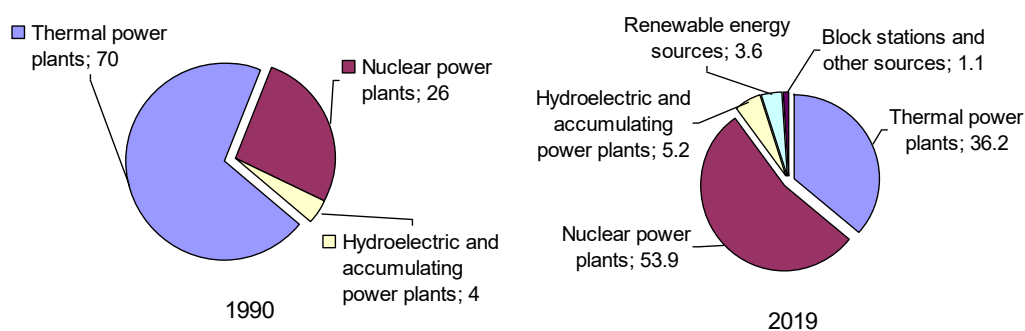 Thermal power
plants; 70
Nuclear power
plants; 26
Hydroelectric and
accumulating
power plants; 4
1990
Renewable energy
sources; 3.6
Block stations and
other sources; 1.1
Hydroelectric and
accumulating
power plants; 5.2
Thermal power
plants; 36.2
Nuclear power
plants; 53.9
2019